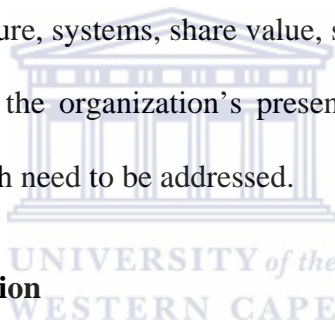 ure, systems, share value, s
the organization's presen
h need to be addressed.
UNIVERSITY of the
ion
WESTERN CAPE